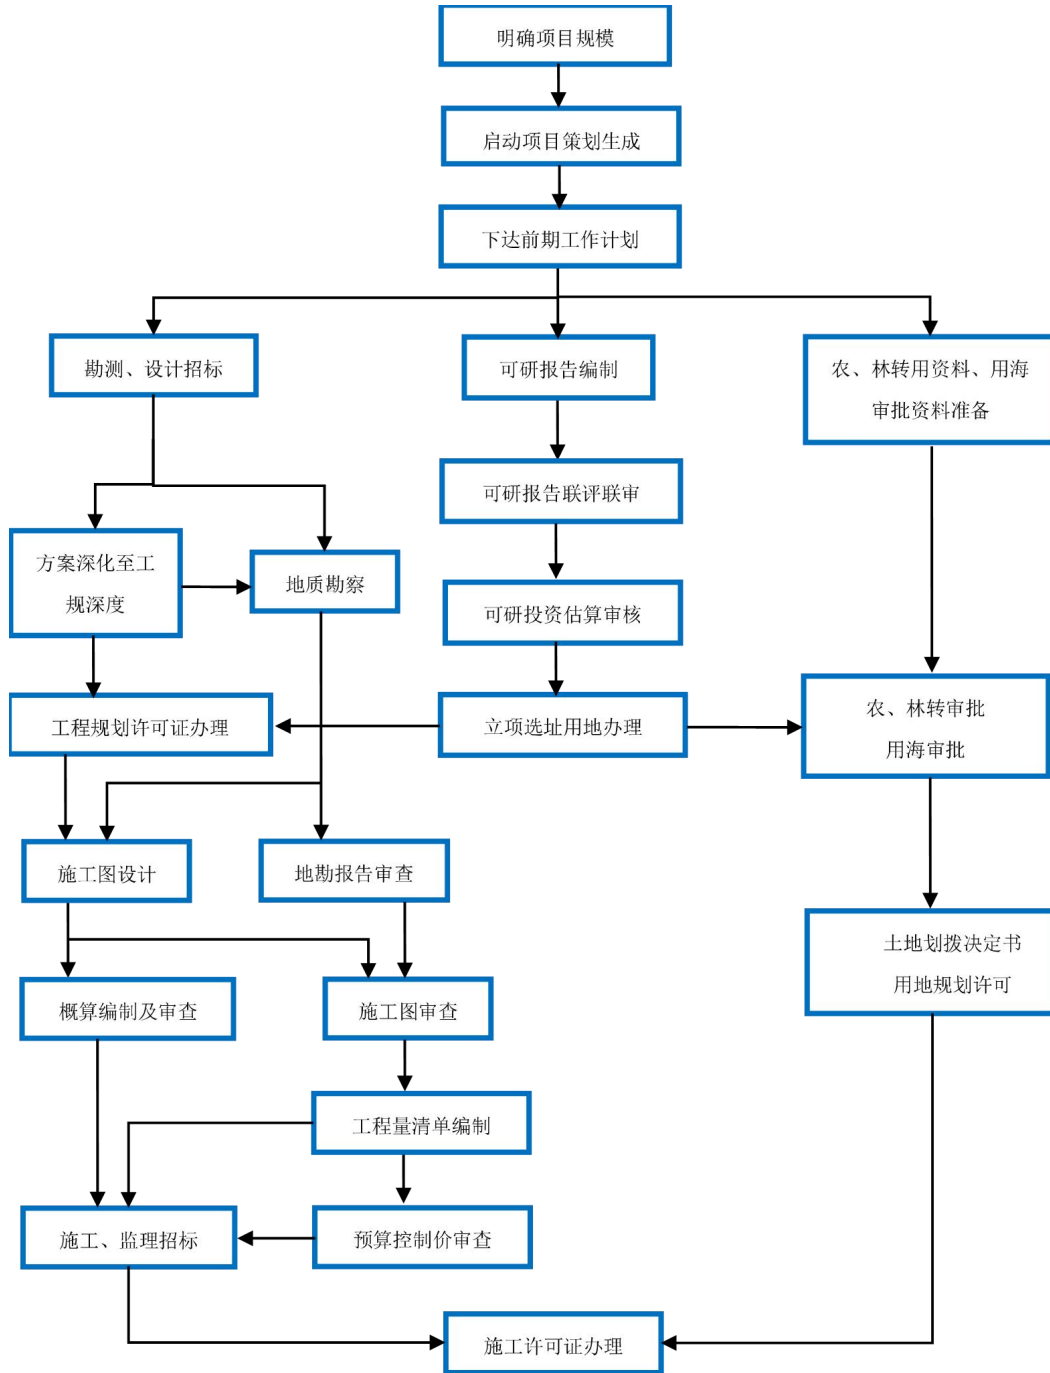 明确项目规模
启动项目策划生成
下达前期工作计划
勘测、设计招标
可研报告编制
农、林转用资料、用海
审批资料准备
可研报告联评联审
方案深化至工
规深度
地质勘察
可研投资估算审核
工程规划许可证办理
立项选址用地办理
农、林转审批
用海审批
施工图设计
地勘报告审查
土地划拨决定书
用地规划许可
概算编制及审查
施工图审查
工程量清单编制
施工、监理招标
预算控制价审查
施工许可证办理